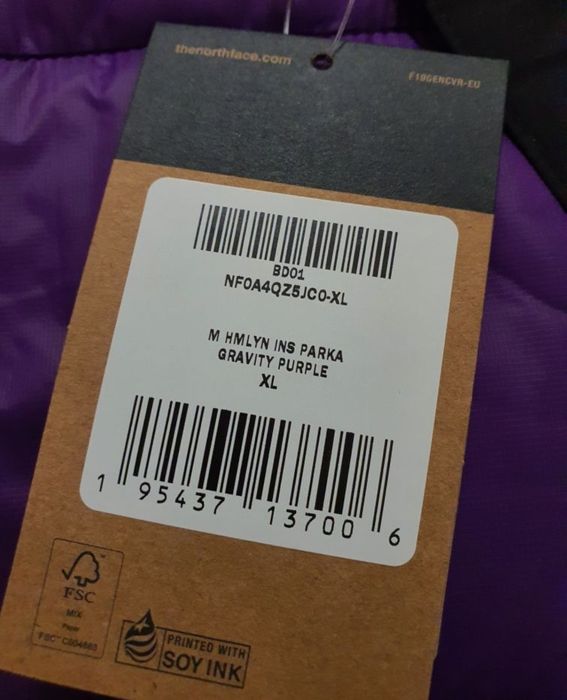 thenorthface.com
F19GENCVR-EU
BD01
NF0A4QZ5JC0-XL
M HMLYN INS PARKA
GRAVITY PURPLE
XL
1 95437 13700 6
FSC
MIX
Paper
PRINTED WITH
SOY INK